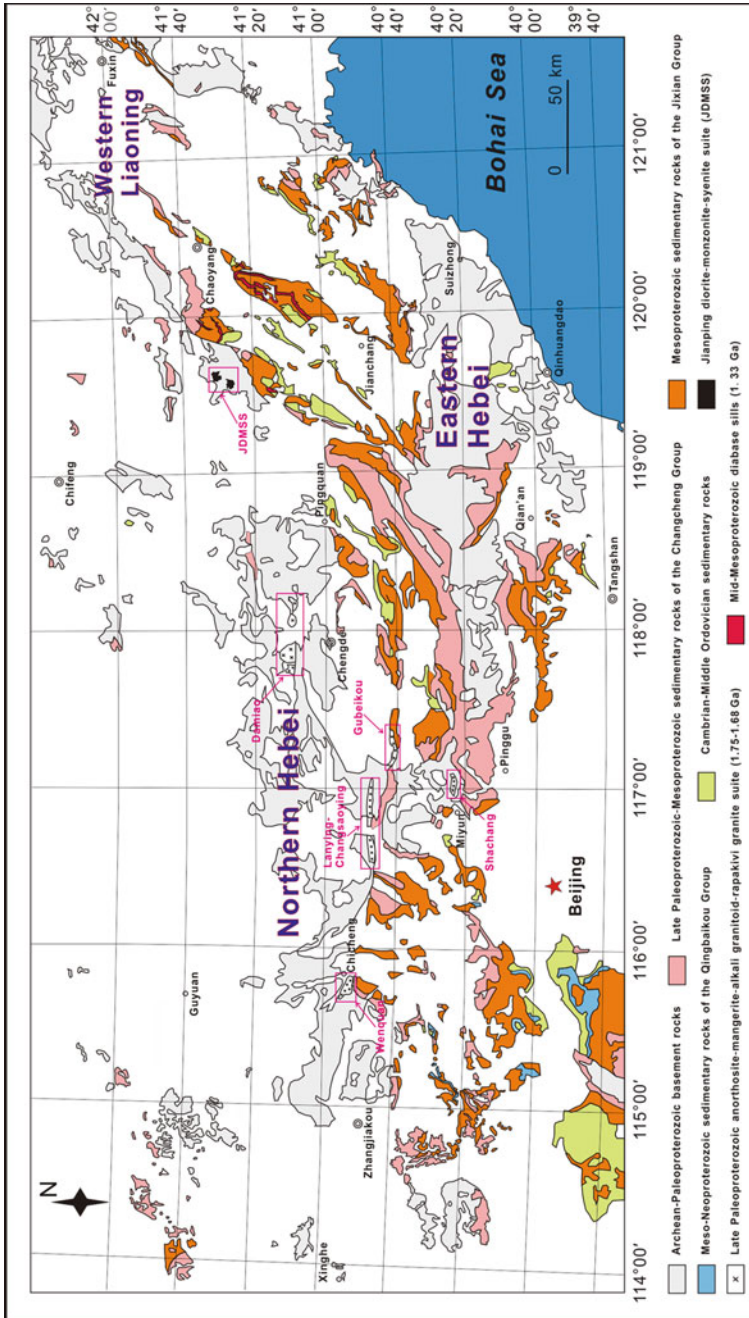 42°
00'
41°
40'
41°
20'
41°
00'
40°
40'
40°
20'
40°
00'
39°
40'
N
Fuxin
Western
Liaoning
Chaoyang
Chifeng
JDMSS
Jianchang
Suizhong
Bohai Sea
0 50 km
Eastern
Hebei
Qinhuangdao
Pingquan
Qian'an
Tangshan
Damiao
Chengde
Northern Hebei
Gubeikou
Lanying-
Changsaoying
Pinggu
Miyun
Shachang
Beijing
Guyuan
Chicheng
Wenquan
Zhangjiakou
Xinghe
114°00'
115°00'
116°00'
117°00'
118°00'
119°00'
120°00'
121°00'
Archean-Paleoproterozoic basement rocks
Late Paleoproterozoic-Mesoproterozoic sedimentary rocks of the Changcheng Group
Mesoproterozoic sedimentary rocks of the Jixian Group
Meso-Neoproterozoic sedimentary rocks of the Qingbaikou Group
Cambrian-Middle Ordovician sedimentary rocks
Jianping diorite-monzonite-syenite suite (JDMSS)
x
Late Paleoproterozoic anorthosite-mangerite-alkali granitoid-rapakivi granite suite (1.75-1.68 Ga)
Mid-Mesoproterozoic diabase sills (1. 33 Ga)